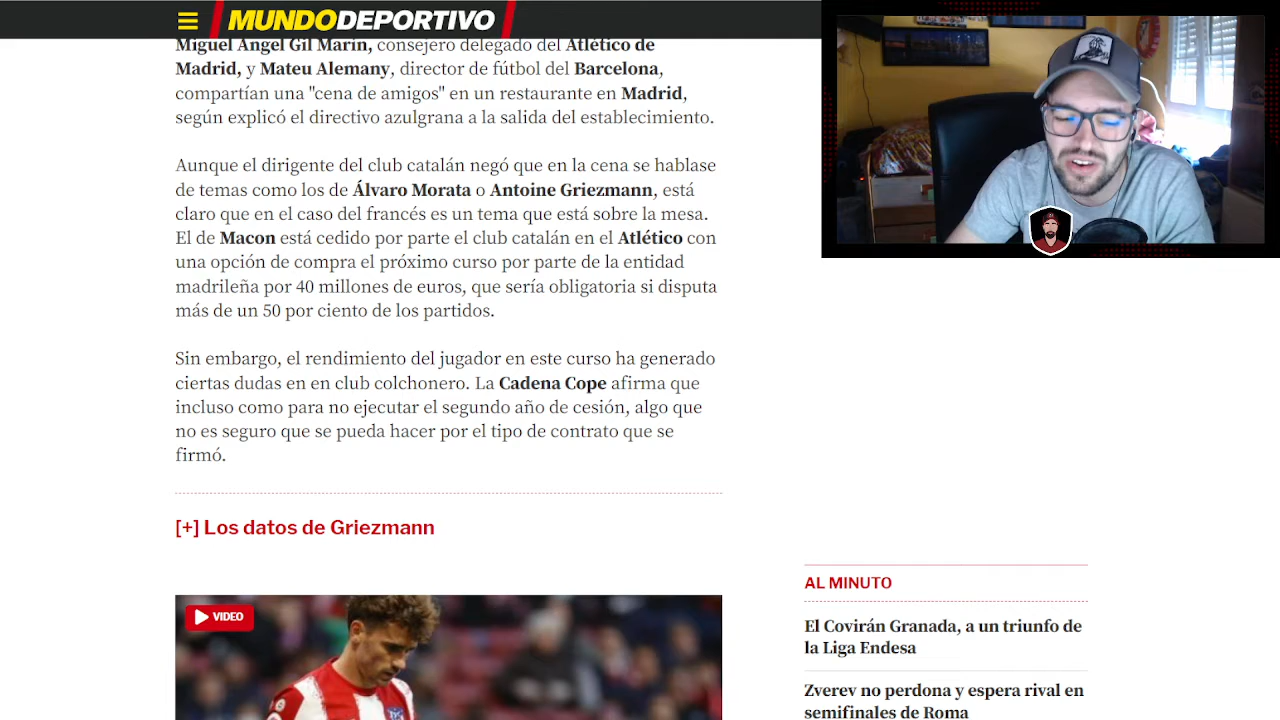 MUNDODEPORTIVO
Miguel Ángel Gil Marín, consejero delegado del Atlético de
Madrid, y Mateu Alemany, director de fútbol del Barcelona,
compartían una "cena de amigos" en un restaurante en Madrid,
según explicó el directivo azulgrana a la salida del establecimiento.
Aunque el dirigente del club catalán negó que en la cena se hablase
de temas como los de Álvaro Morata o Antoine Griezmann, está
claro que en el caso del francés es un tema que está sobre la mesa.
El de Macon está cedido por parte el club catalán en el Atlético con
una opción de compra el próximo curso por parte de la entidad
madrileña por 40 millones de euros, que sería obligatoria si disputa
más de un 50 por ciento de los partidos.
Sin embargo, el rendimiento del jugador en este curso ha generado
ciertas dudas en en club colchonero. La Cadena Cope afirma que
incluso como para no ejecutar el segundo año de cesión, algo que
no es seguro que se pueda hacer por el tipo de contrato que se
firmó.
[+] Los datos de Griezmann
VIDEO
AL MINUTO
El Covirán Granada, a un triunfo de
la Liga Endesa
Zverev no perdona y espera rival en
semifinales de Roma